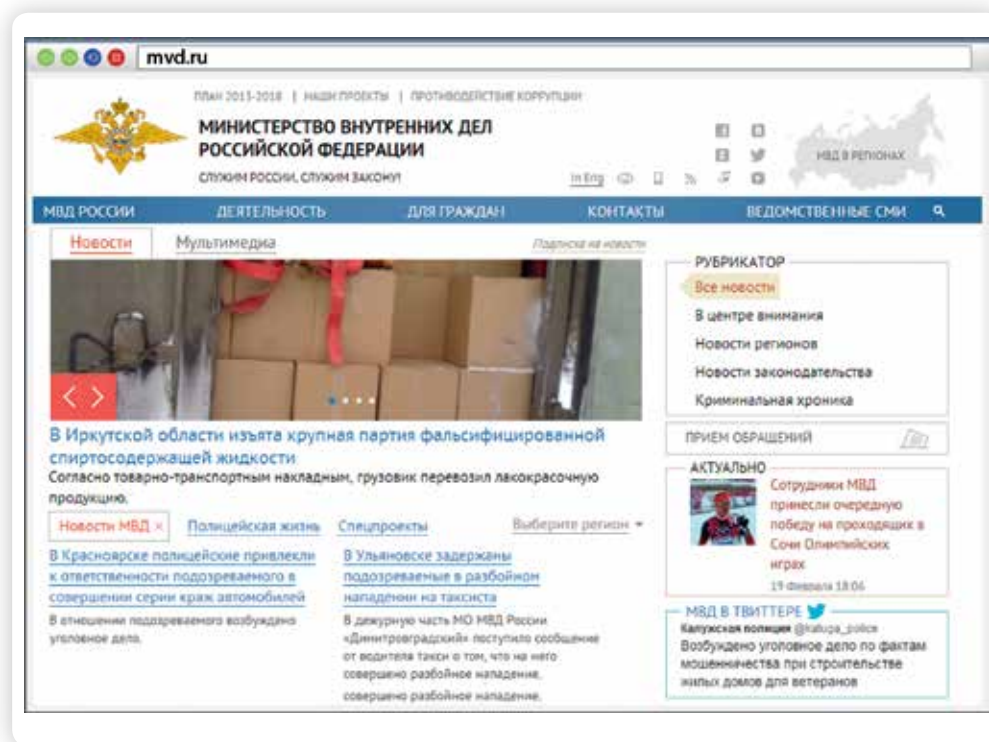 mvd.ru
ПЛАН 2013-2018 | НАШИ ПРОЕКТЫ | ПРОТИВОДЕЙСТВИЕ КОРРУПЦИИ
МИНИСТЕРСТВО ВНУТРЕННИХ ДЕЛ
РОССИЙСКОЙ ФЕДЕРАЦИИ
СЛУЖИМ РОССИИ, СЛУЖИМ ЗАКОНУ!
In Eng
МВД В РЕГИОНАХ
МВД РОССИИ ДЕЯТЕЛЬНОСТЬ ДЛЯ ГРАЖДАН КОНТАКТЫ ВЕДОМСТВЕННЫЕ СМИ
Новости Мультимедиа Подписка на новости
В Иркутской области изъята крупная партия фальсифицированной
спиртосодержащей жидкости
Согласно товарно-транспортным накладным, грузовик перевозил лакокрасочную
продукцию.
Новости МВД × Полицейская жизнь Спецпроекты Выберите регион
В Красноярске полицейские привлекли
к ответственности подозреваемого в
совершении серии краж автомобилей
В отношении подозреваемого возбуждено
уголовное дело.
В Ульяновске задержаны
подозреваемые в разбойном
нападении на таксиста
В дежурную часть МО МВД России
«Димитровградский» поступило сообщение
от водителя такси о том, что на него
совершено разбойное нападение.
совершено разбойное нападение.
РУБРИКАТОР
Все новости
В центре внимания
Новости регионов
Новости законодательства
Криминальная хроника
ПРИЕМ ОБРАЩЕНИЙ
АКТУАЛЬНО
Сотрудники МВД
принесли очередную
победу на проходящих в
Сочи Олимпийских
играх
19 Февраля 18:06
МВД В ТВИТТЕРЕ
Калужская полиция @kaluga_police
Возбуждено уголовное дело по фактам
мошенничества при строительстве
жилых домов для ветеранов